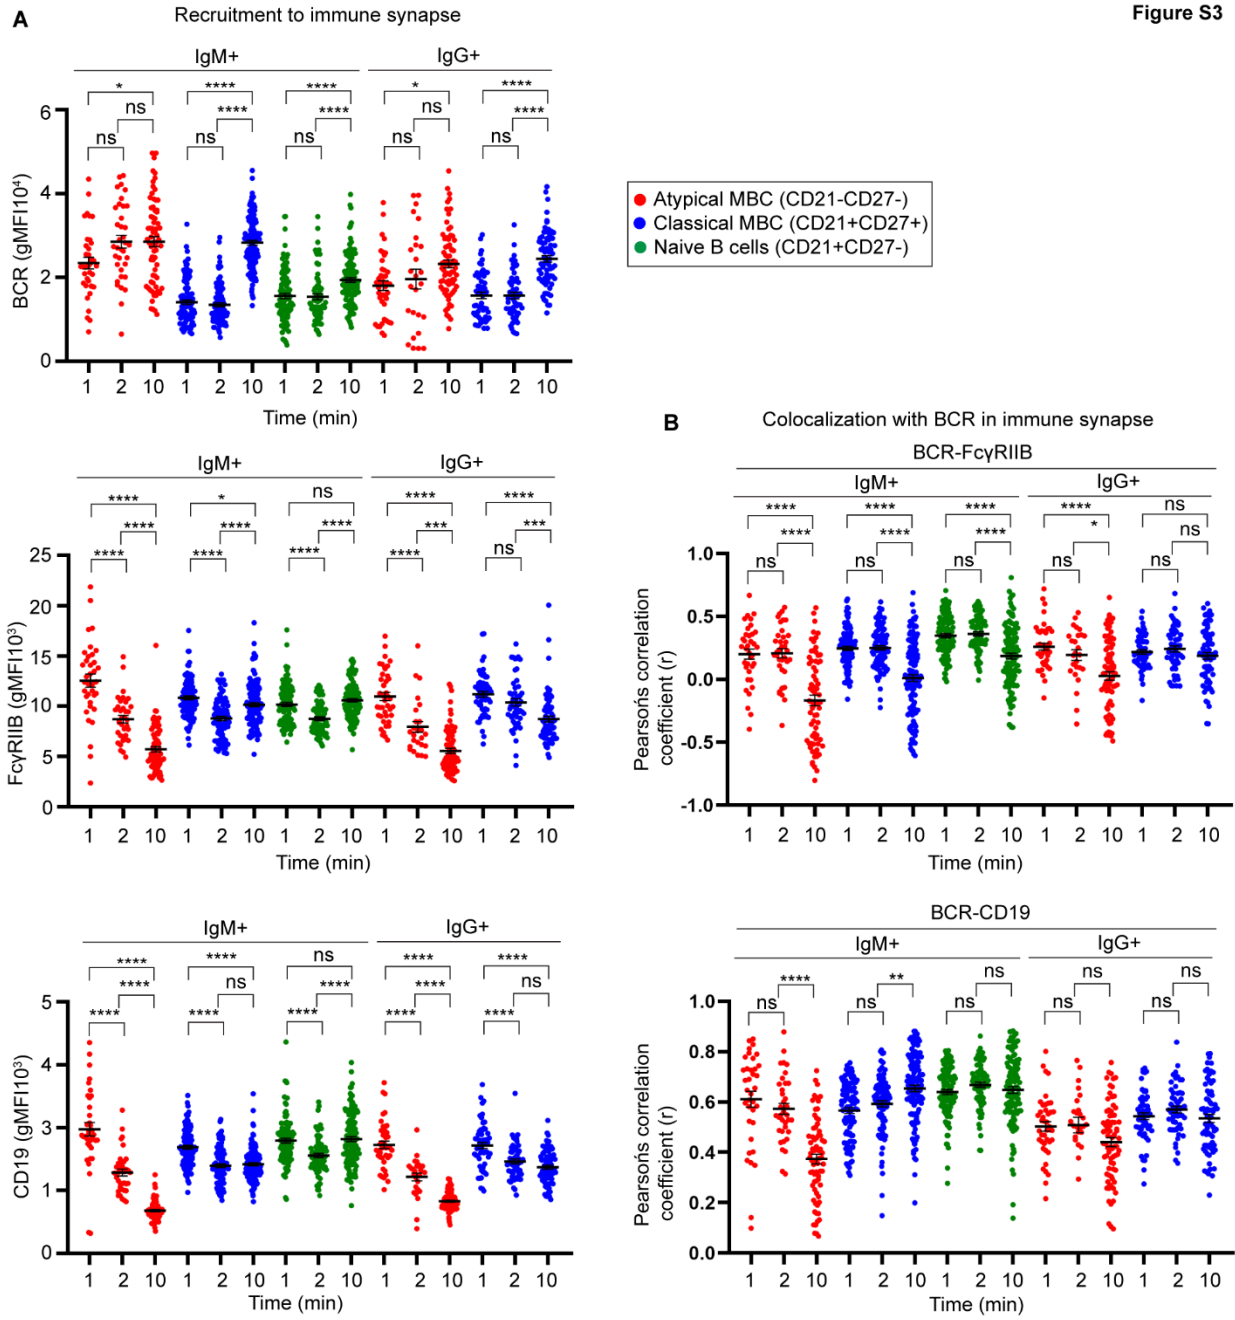 Figure S3
A
Recruitment to immune synapse
IgM+
IgG+
* **** **** * ****
ns **** **** ns ****
ns ns ns ns ns
6
4
2
0
BCR (gMFI10⁴)
1 2 10 1 2 10 1 2 10 1 2 10 1 2 10
Time (min)
Atypical MBC (CD21-CD27-)
Classical MBC (CD21+CD27+)
Naive B cells (CD21+CD27-)
IgM+
IgG+
**** * ns **** ****
**** **** **** *** ***
**** **** **** **** ns
25
20
15
10
5
0
FcγRIIB (gMFI10³)
1 2 10 1 2 10 1 2 10 1 2 10 1 2 10
Time (min)
IgM+
IgG+
**** **** ns **** ****
**** ns **** **** ns
**** **** **** **** ****
5
3
1
0
CD19 (gMFI10³)
1 2 10 1 2 10 1 2 10 1 2 10 1 2 10
Time (min)
B
Colocalization with BCR in immune synapse
BCR-FcγRIIB
IgM+
IgG+
**** **** **** **** ns
**** **** **** * ns
ns ns ns ns ns
1.0
0.5
0.0
-0.5
-1.0
Pearsons correlation
coefficient (r)
1 2 10 1 2 10 1 2 10 1 2 10 1 2 10
Time (min)
BCR-CD19
IgM+
IgG+
**** ** ns ns ns
ns ns ns ns ns
1.0
0.8
0.6
0.4
0.2
0.0
Pearsons correlation
coefficient (r)
1 2 10 1 2 10 1 2 10 1 2 10 1 2 10
Time (min)